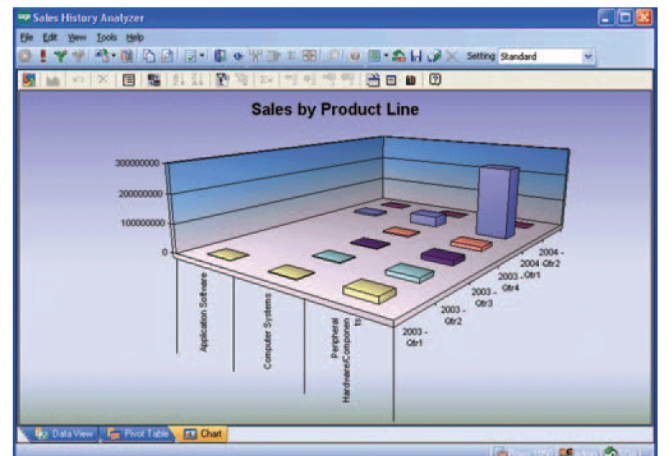 sage Sales History Analyzer
File Edit View Tools Help
Setting Standard
Sales by Product Line
300000000
200000000
100000000
0
Application Software
Computer Systems
Peripheral
Hardware/Componen
ts
2003 -
Qtr1
2003 -
Qtr2
2003 -
Qtr3
2003 -
Qtr4
2004 -
Qtr1
2004 -
Qtr2
Data View Pivot Table Chart